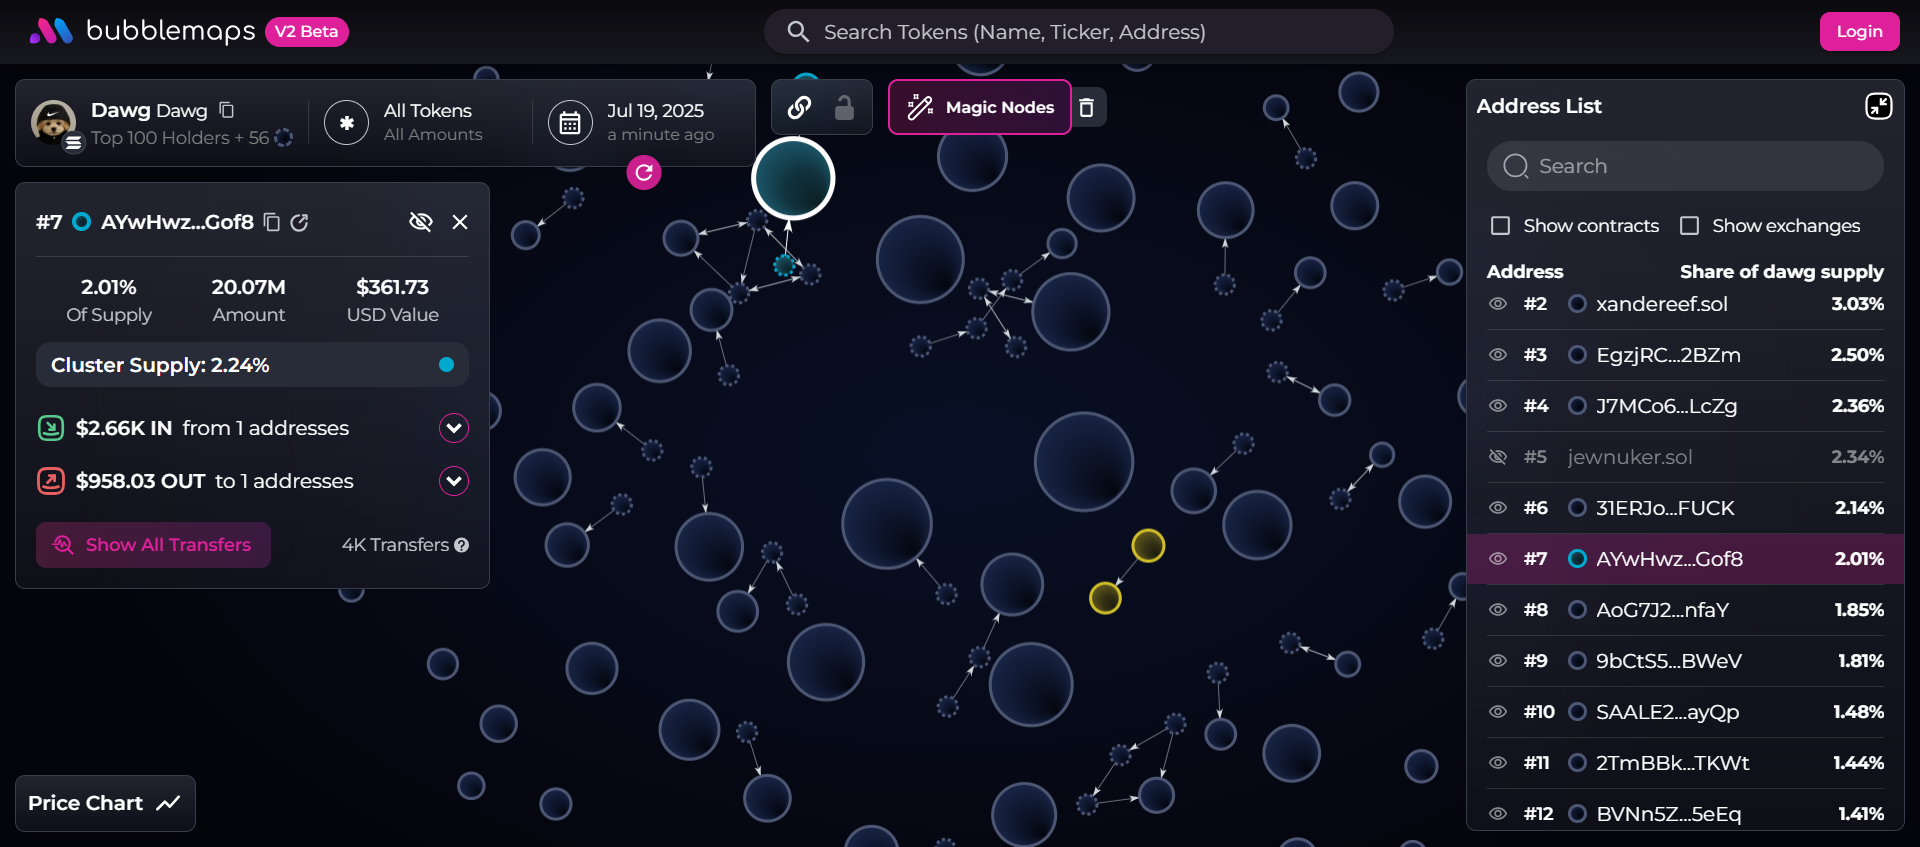 bubblemaps V2 Beta
Search Tokens (Name, Ticker, Address)
Login
Dawg Dawg
Top 100 Holders + 56
All Tokens
All Amounts
Jul 19, 2025
a minute ago
Magic Nodes
#7 AYwHwz...Gof8
2.01% 20.07M $361.73
Of Supply Amount USD Value
Cluster Supply: 2.24%
$2.66K IN from 1 addresses
$958.03 OUT to 1 addresses
Show All Transfers 4K Transfers
Price Chart
Address List
Search
Show contracts Show exchanges
Address Share of dawg supply
#2 xandereef.sol 3.03%
#3 EgzjRC...2BZm 2.50%
#4 J7MCo6...LcZg 2.36%
#5 jewnuker.sol 2.34%
#6 31ERJo...FUCK 2.14%
#7 AYwHwz...Gof8 2.01%
#8 AoG7J2...nfaY 1.85%
#9 9bCtS5...BWeV 1.81%
#10 SAALE2...ayQp 1.48%
#11 2TmBBk...TKWt 1.44%
#12 BVNn5Z...5eEq 1.41%